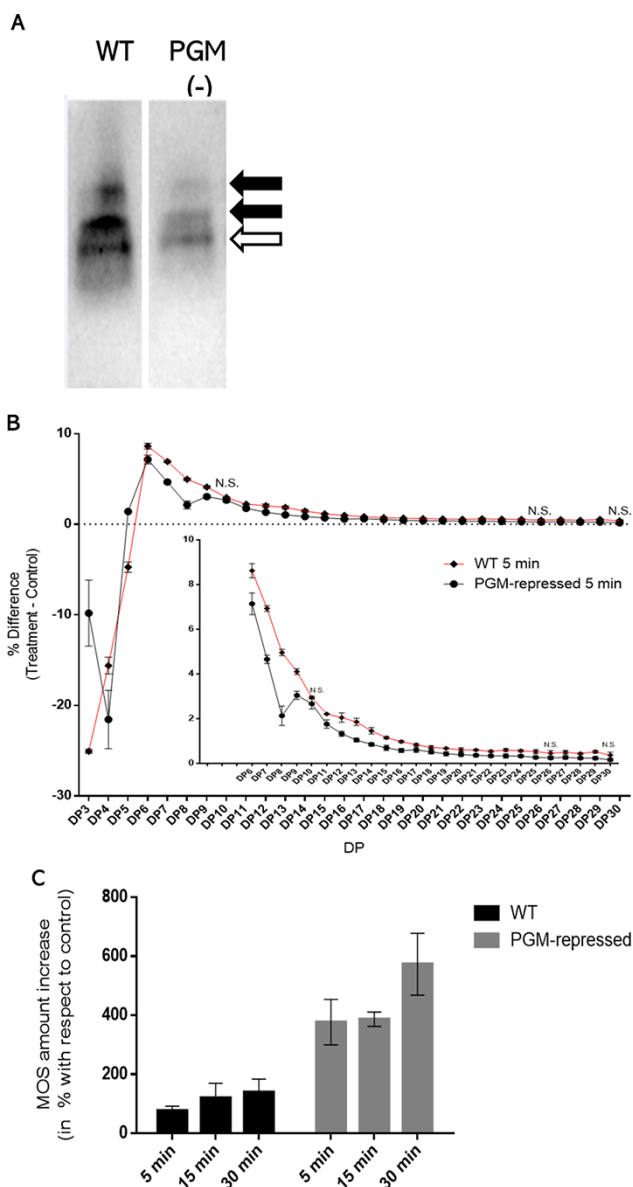 A
WT
PGM
(-)
B
10
0
-10
-20
-30
% Difference
(Treatment - Control)
N.S.
N.S.
N.S.
WT 5 min
PGM-repressed 5 min
10
8
6
4
2
0
N.S.
N.S.
N.S.
DP6
DP7
DP8
DP9
DP10
DP11
DP12
DP13
DP14
DP15
DP16
DP17
DP18
DP19
DP20
DP21
DP22
DP23
DP24
DP25
DP26
DP27
DP28
DP29
DP30
DP3
DP4
DP5
DP6
DP7
DP8
DP9
DP10
DP11
DP12
DP13
DP14
DP15
DP16
DP17
DP18
DP19
DP20
DP21
DP22
DP23
DP24
DP25
DP26
DP27
DP28
DP29
DP30
DP
C
800
600
400
200
0
MOS amount increase
(in % with respect to control)
WT
PGM-repressed
5 min
15 min
30 min
5 min
15 min
30 min